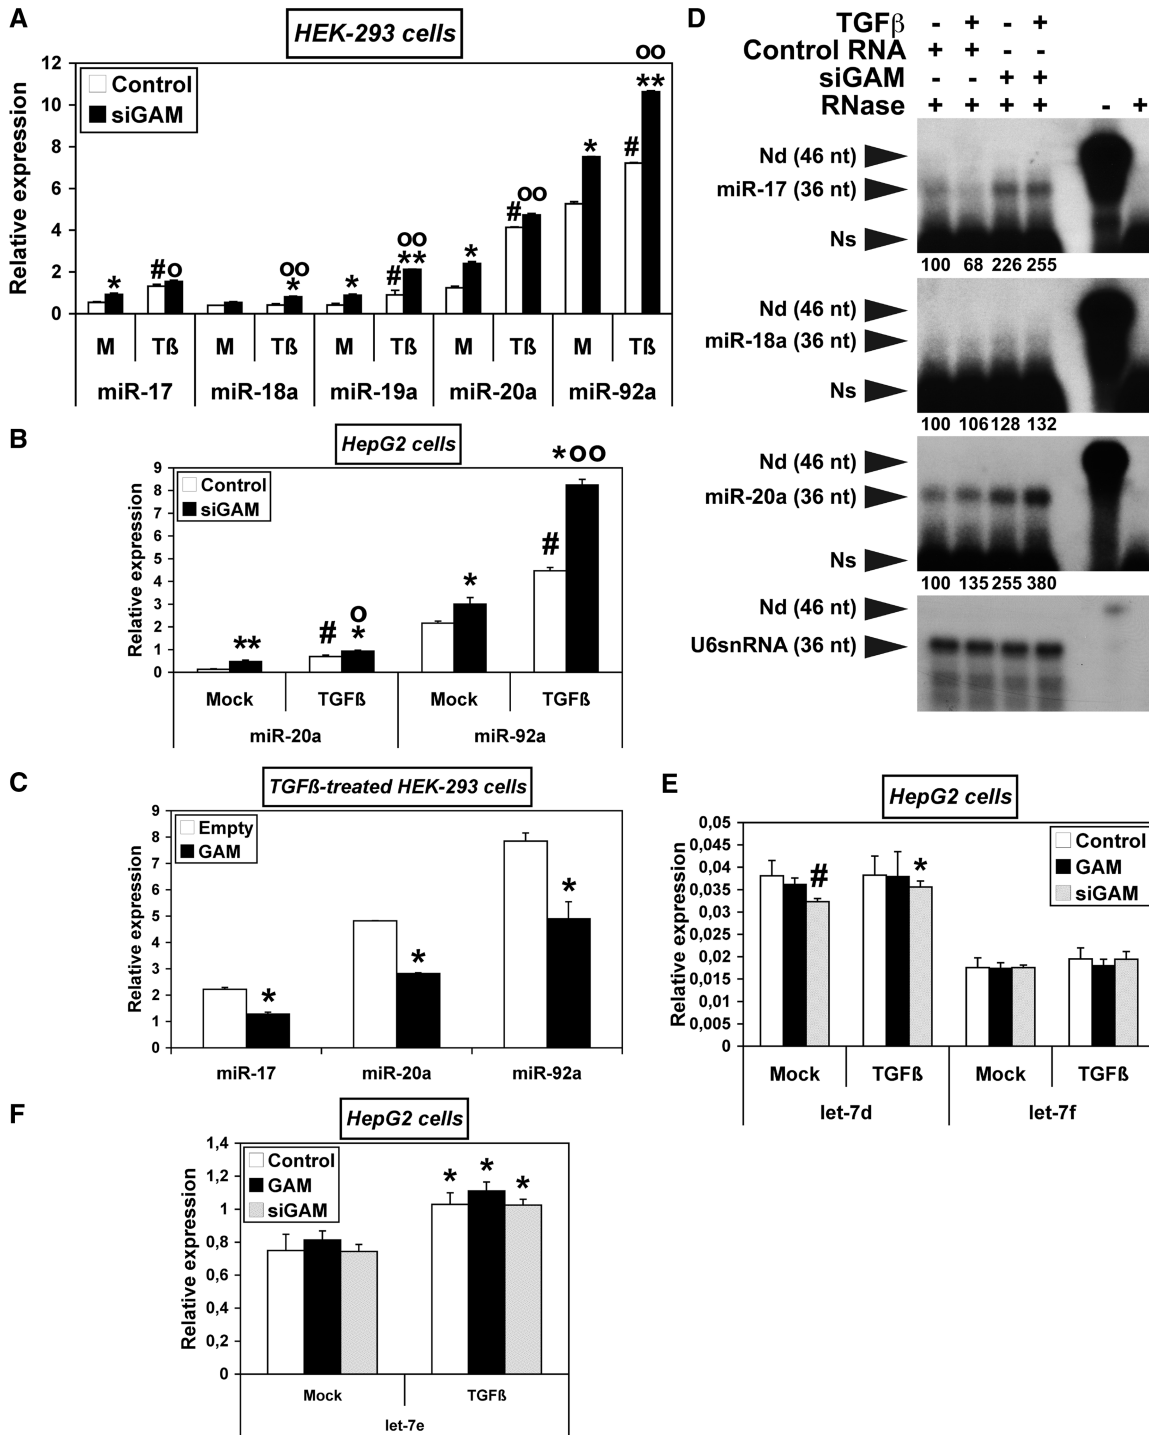 A
HEK-293 cells
Relative expression
12
10
8
6
4
2
0
Control
siGAM
*
#o
oo
*
*
#
oo
**
*
#
oo
*
#
oo
**
M Tß M Tß M Tß M Tß M Tß
miR-17 miR-18a miR-19a miR-20a miR-92a
B
HepG2 cells
Relative expression
9
8
7
6
5
4
3
2
1
0
Control
siGAM
**
#
o
*
*
#
*oo
Mock TGFß Mock TGFß
miR-20a miR-92a
C
TGFß-treated HEK-293 cells
Relative expression
9
8
7
6
5
4
3
2
1
0
Empty
GAM
*
*
*
miR-17 miR-20a miR-92a
D
TGFβ - + - +
Control RNA + + - -
siGAM - - + +
RNase + + + + - +
Nd (46 nt)
miR-17 (36 nt)
Ns
100 68 226 255
Nd (46 nt)
miR-18a (36 nt)
Ns
100 106 128 132
Nd (46 nt)
miR-20a (36 nt)
Ns
100 135 255 380
Nd (46 nt)
U6snRNA (36 nt)
E
HepG2 cells
Relative expression
0,05
0,045
0,04
0,035
0,03
0,025
0,02
0,015
0,01
0,005
0
Control
GAM
siGAM
#
*
Mock TGFß Mock TGFß
let-7d let-7f
F
HepG2 cells
Relative expression
1,4
1,2
1
0,8
0,6
0,4
0,2
0
Control
GAM
siGAM
*
*
*
Mock TGFß
let-7e